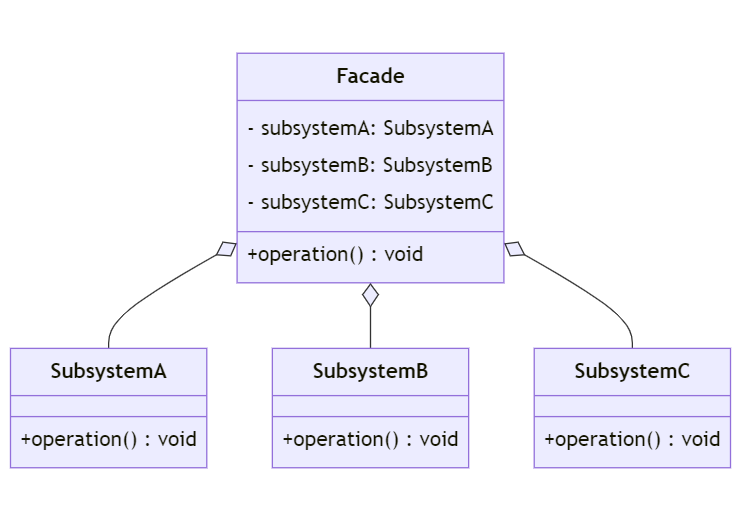 Facade
- subsystemA: SubsystemA
- subsystemB: SubsystemB
- subsystemC: SubsystemC
+operation() : void
SubsystemA
+operation() : void
SubsystemB
+operation() : void
SubsystemC
+operation() : void